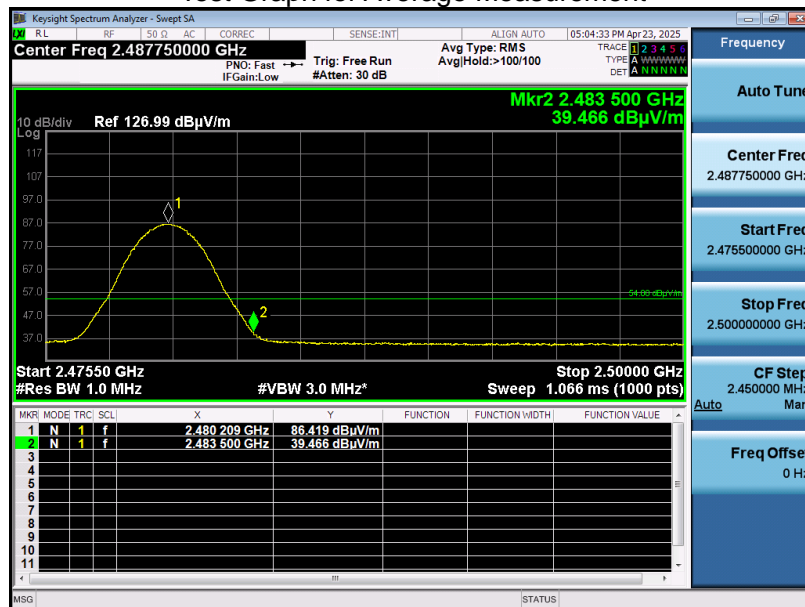 Test Graph for Average Measurement
Keysight Spectrum Analyzer - Swept SA
LXI RL RF 50 Ω AC CORREC SENSE:INT ALIGN AUTO 05:04:33 PM Apr 23, 2025
Center Freq 2.487750000 GHz
PNO: Fast
IFGain:Low
Trig: Free Run
#Atten: 30 dB
Avg Type: RMS
Avg|Hold:>100/100
TRACE 1 2 3 4 5 6
TYPE A WWWWW
DET A N N N N N
Mkr2 2.483 500 GHz
39.466 dBµV/m
10 dB/div Ref 126.99 dBµV/m
Log
117
107
97.0
87.0
77.0
67.0
57.0
47.0
37.0
1
2
54.00 dBµV/m
Start 2.47550 GHz Stop 2.50000 GHz
#Res BW 1.0 MHz #VBW 3.0 MHz* Sweep 1.066 ms (1000 pts)
MKR MODE TRC SCL X Y FUNCTION FUNCTION WIDTH FUNCTION VALUE
1 N 1 f 2.480 209 GHz 86.419 dBµV/m
2 N 1 f 2.483 500 GHz 39.466 dBµV/m
3
4
5
6
7
8
9
10
11
MSG STATUS
Frequency
Auto Tune
Center Freq
2.487750000 GHz
Start Freq
2.475500000 GHz
Stop Freq
2.500000000 GHz
CF Step
2.450000 MHz
Auto Man
Freq Offset
0 Hz